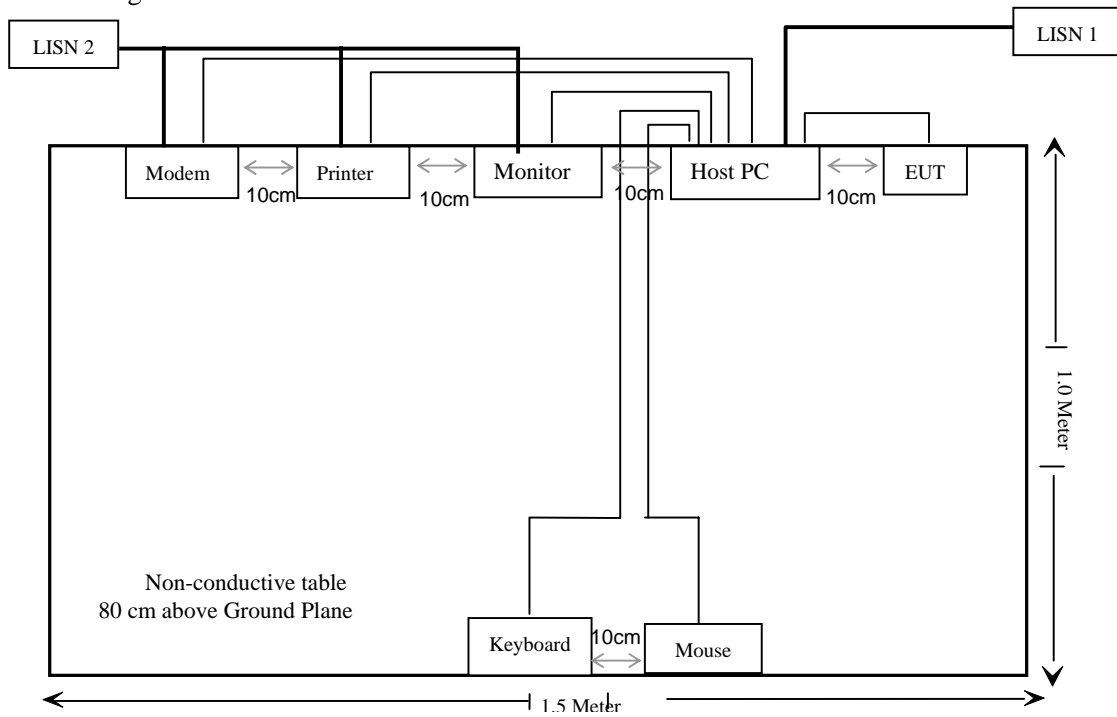 LISN 2
LISN 1
Modem
Printer
Monitor
Host PC
EUT
10cm
10cm
10cm
10cm
1.0 Meter
Non-conductive table
80 cm above Ground Plane
Keyboard
10cm
Mouse
1.5 Meter